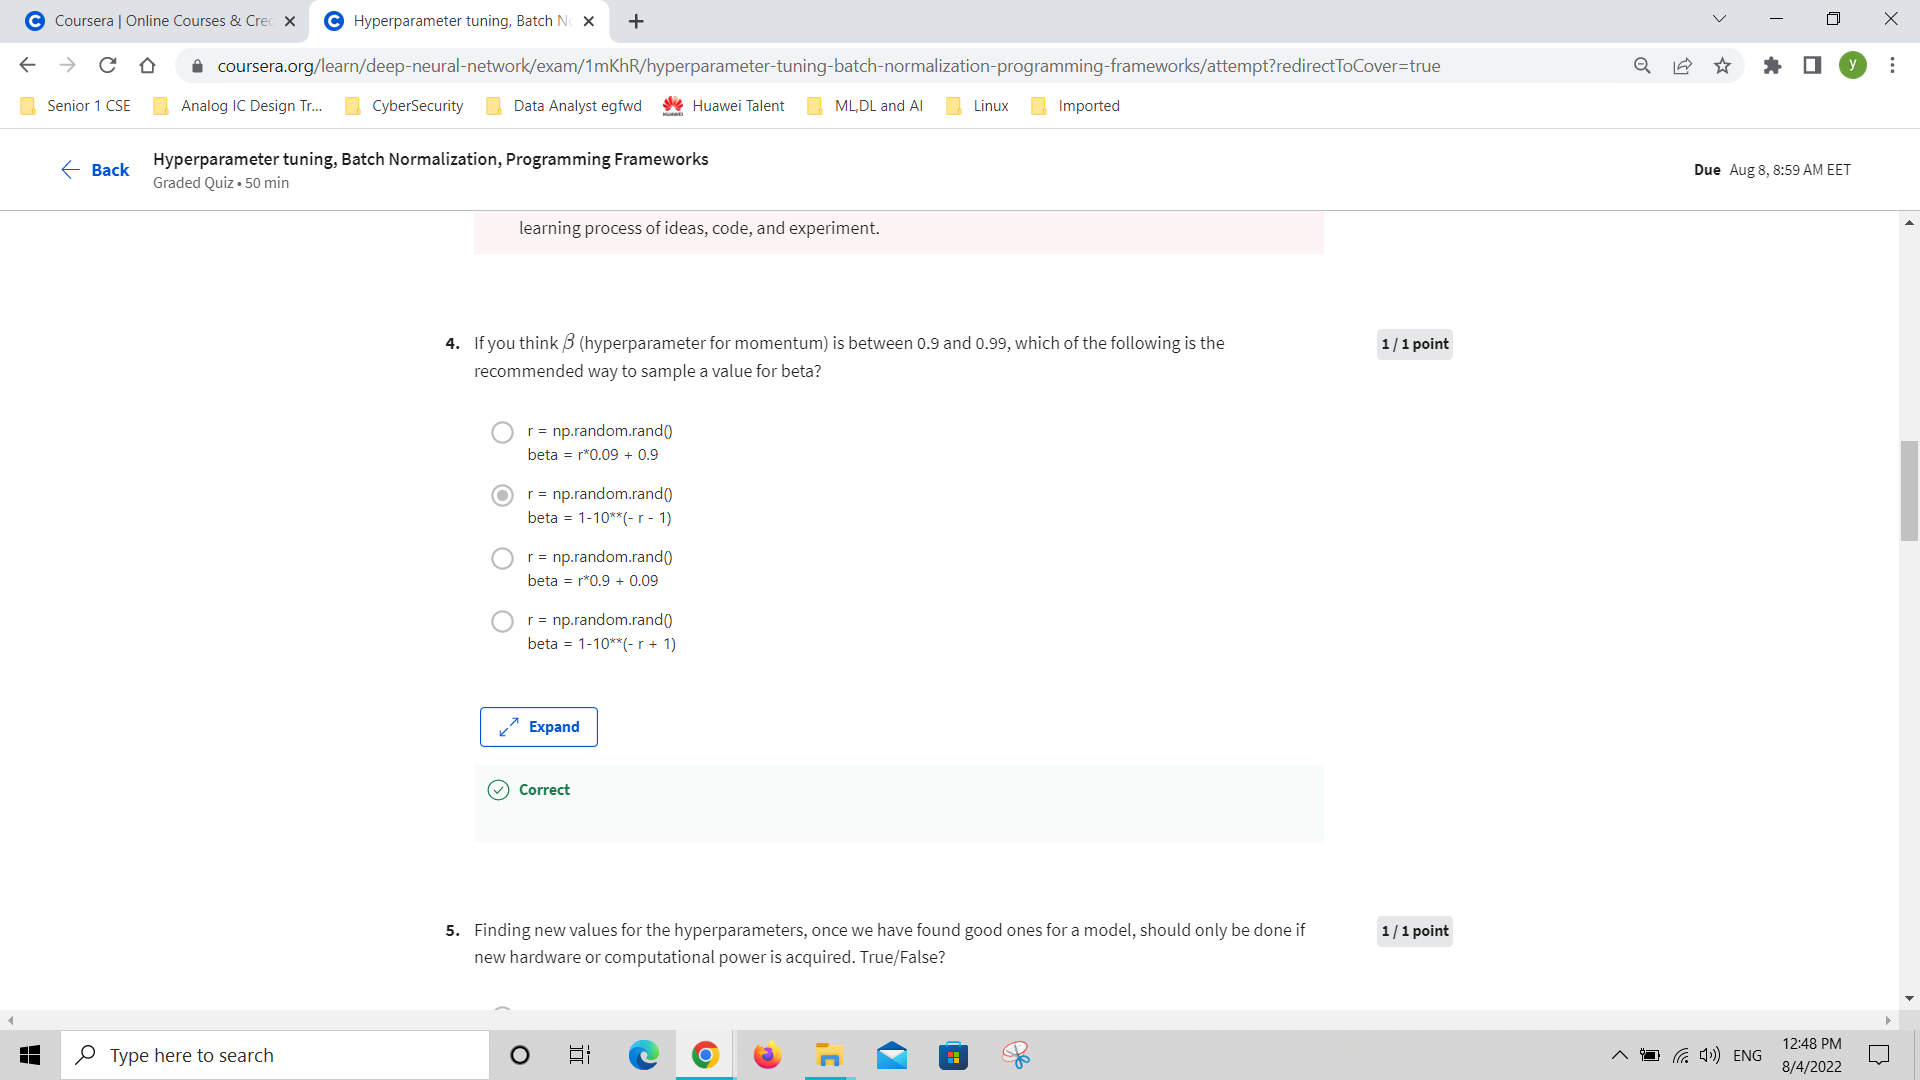 Coursera | Online Courses & Cre
Hyperparameter tuning, Batch N
coursera.org/learn/deep-neural-network/exam/1mKhR/hyperparameter-tuning-batch-normalization-programming-frameworks/attempt?redirectToCover=true
y
Senior 1 CSE
Analog IC Design Tr...
CyberSecurity
Data Analyst egfwd
Huawei Talent
ML,DL and AI
Linux
Imported
Back
Hyperparameter tuning, Batch Normalization, Programming Frameworks
Graded Quiz • 50 min
Due Aug 8, 8:59 AM EET
learning process of ideas, code, and experiment.
4. If you think β (hyperparameter for momentum) is between 0.9 and 0.99, which of the following is the
recommended way to sample a value for beta?
1 / 1 point
r = np.random.rand()
beta = r*0.09 + 0.9
r = np.random.rand()
beta = 1-10**(- r - 1)
r = np.random.rand()
beta = r*0.9 + 0.09
r = np.random.rand()
beta = 1-10**(- r + 1)
Expand
Correct
5. Finding new values for the hyperparameters, once we have found good ones for a model, should only be done if
new hardware or computational power is acquired. True/False?
1 / 1 point
Type here to search
ENG
12:48 PM
8/4/2022